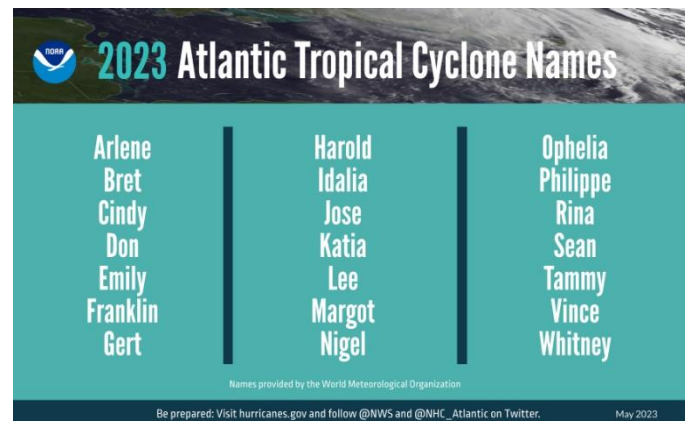 NOAA
2023 Atlantic Tropical Cyclone Names
Arlene
Bret
Cindy
Don
Emily
Franklin
Gert
Harold
Idalia
Jose
Katia
Lee
Margot
Nigel
Ophelia
Philippe
Rina
Sean
Tammy
Vince
Whitney
Names provided by the World Meteorological Organization
Be prepared: Visit hurricanes.gov and follow @NWS and @NHC_Atlantic on Twitter.
May 2023